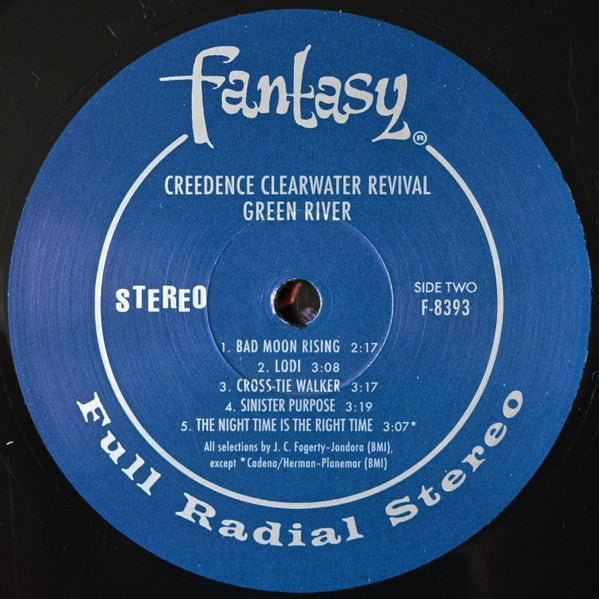 fantasy®
CREEDENCE CLEARWATER REVIVAL
GREEN RIVER
STEREO
SIDE TWO
F-8393
1. BAD MOON RISING 2:17
2. LODI 3:08
3. CROSS-TIE WALKER 3:17
4. SINISTER PURPOSE 3:19
5. THE NIGHT TIME IS THE RIGHT TIME 3:07*
All selections by J. C. Fogerty–Jondora (BMI),
except *Cadena/Herman–Planemar (BMI)
Full Radial Stereo